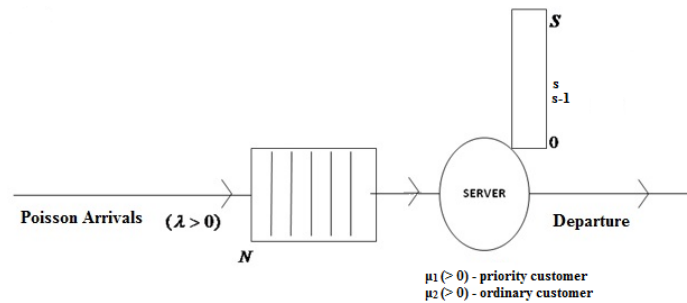 S
s
s-1
0
SERVER
Poisson Arrivals (λ > 0)
Departure
N
μ₁ (> 0) - priority customer
μ₂ (> 0) - ordinary customer